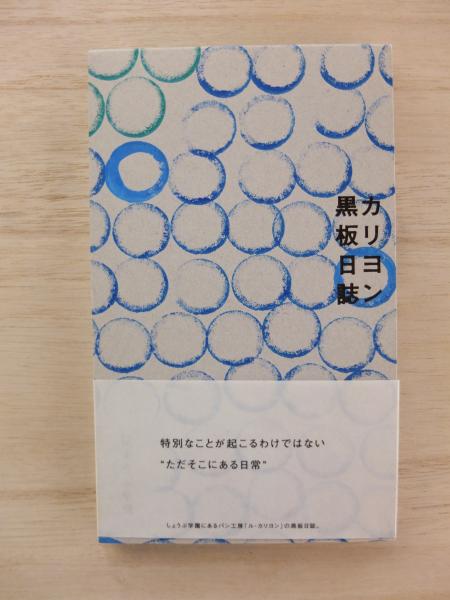 カリヨン
黒板日誌
特別なことが起こるわけではない
“ただそこにある日常”
しょうぶ学園にあるパン工房「ル・カリヨン」の黒板日誌。